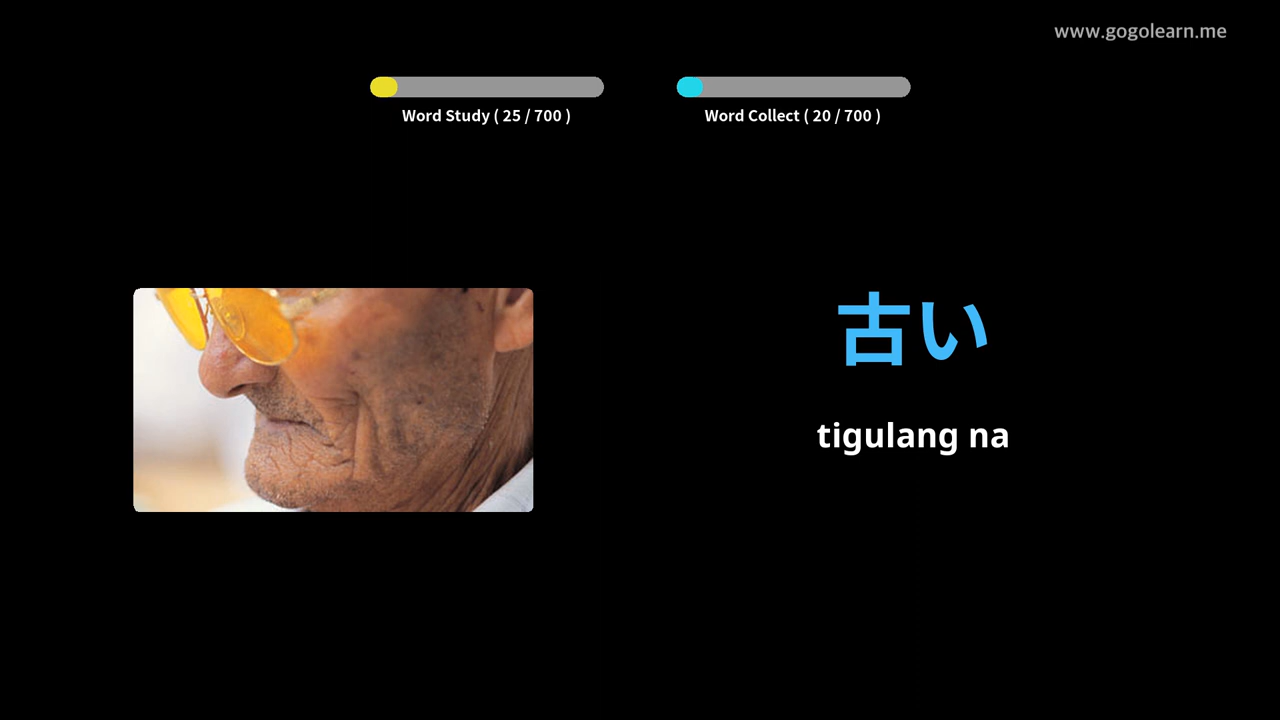 www.gogolearn.me
Word Study ( 25 / 700 )
Word Collect ( 20 / 700 )
古い
tigulang na